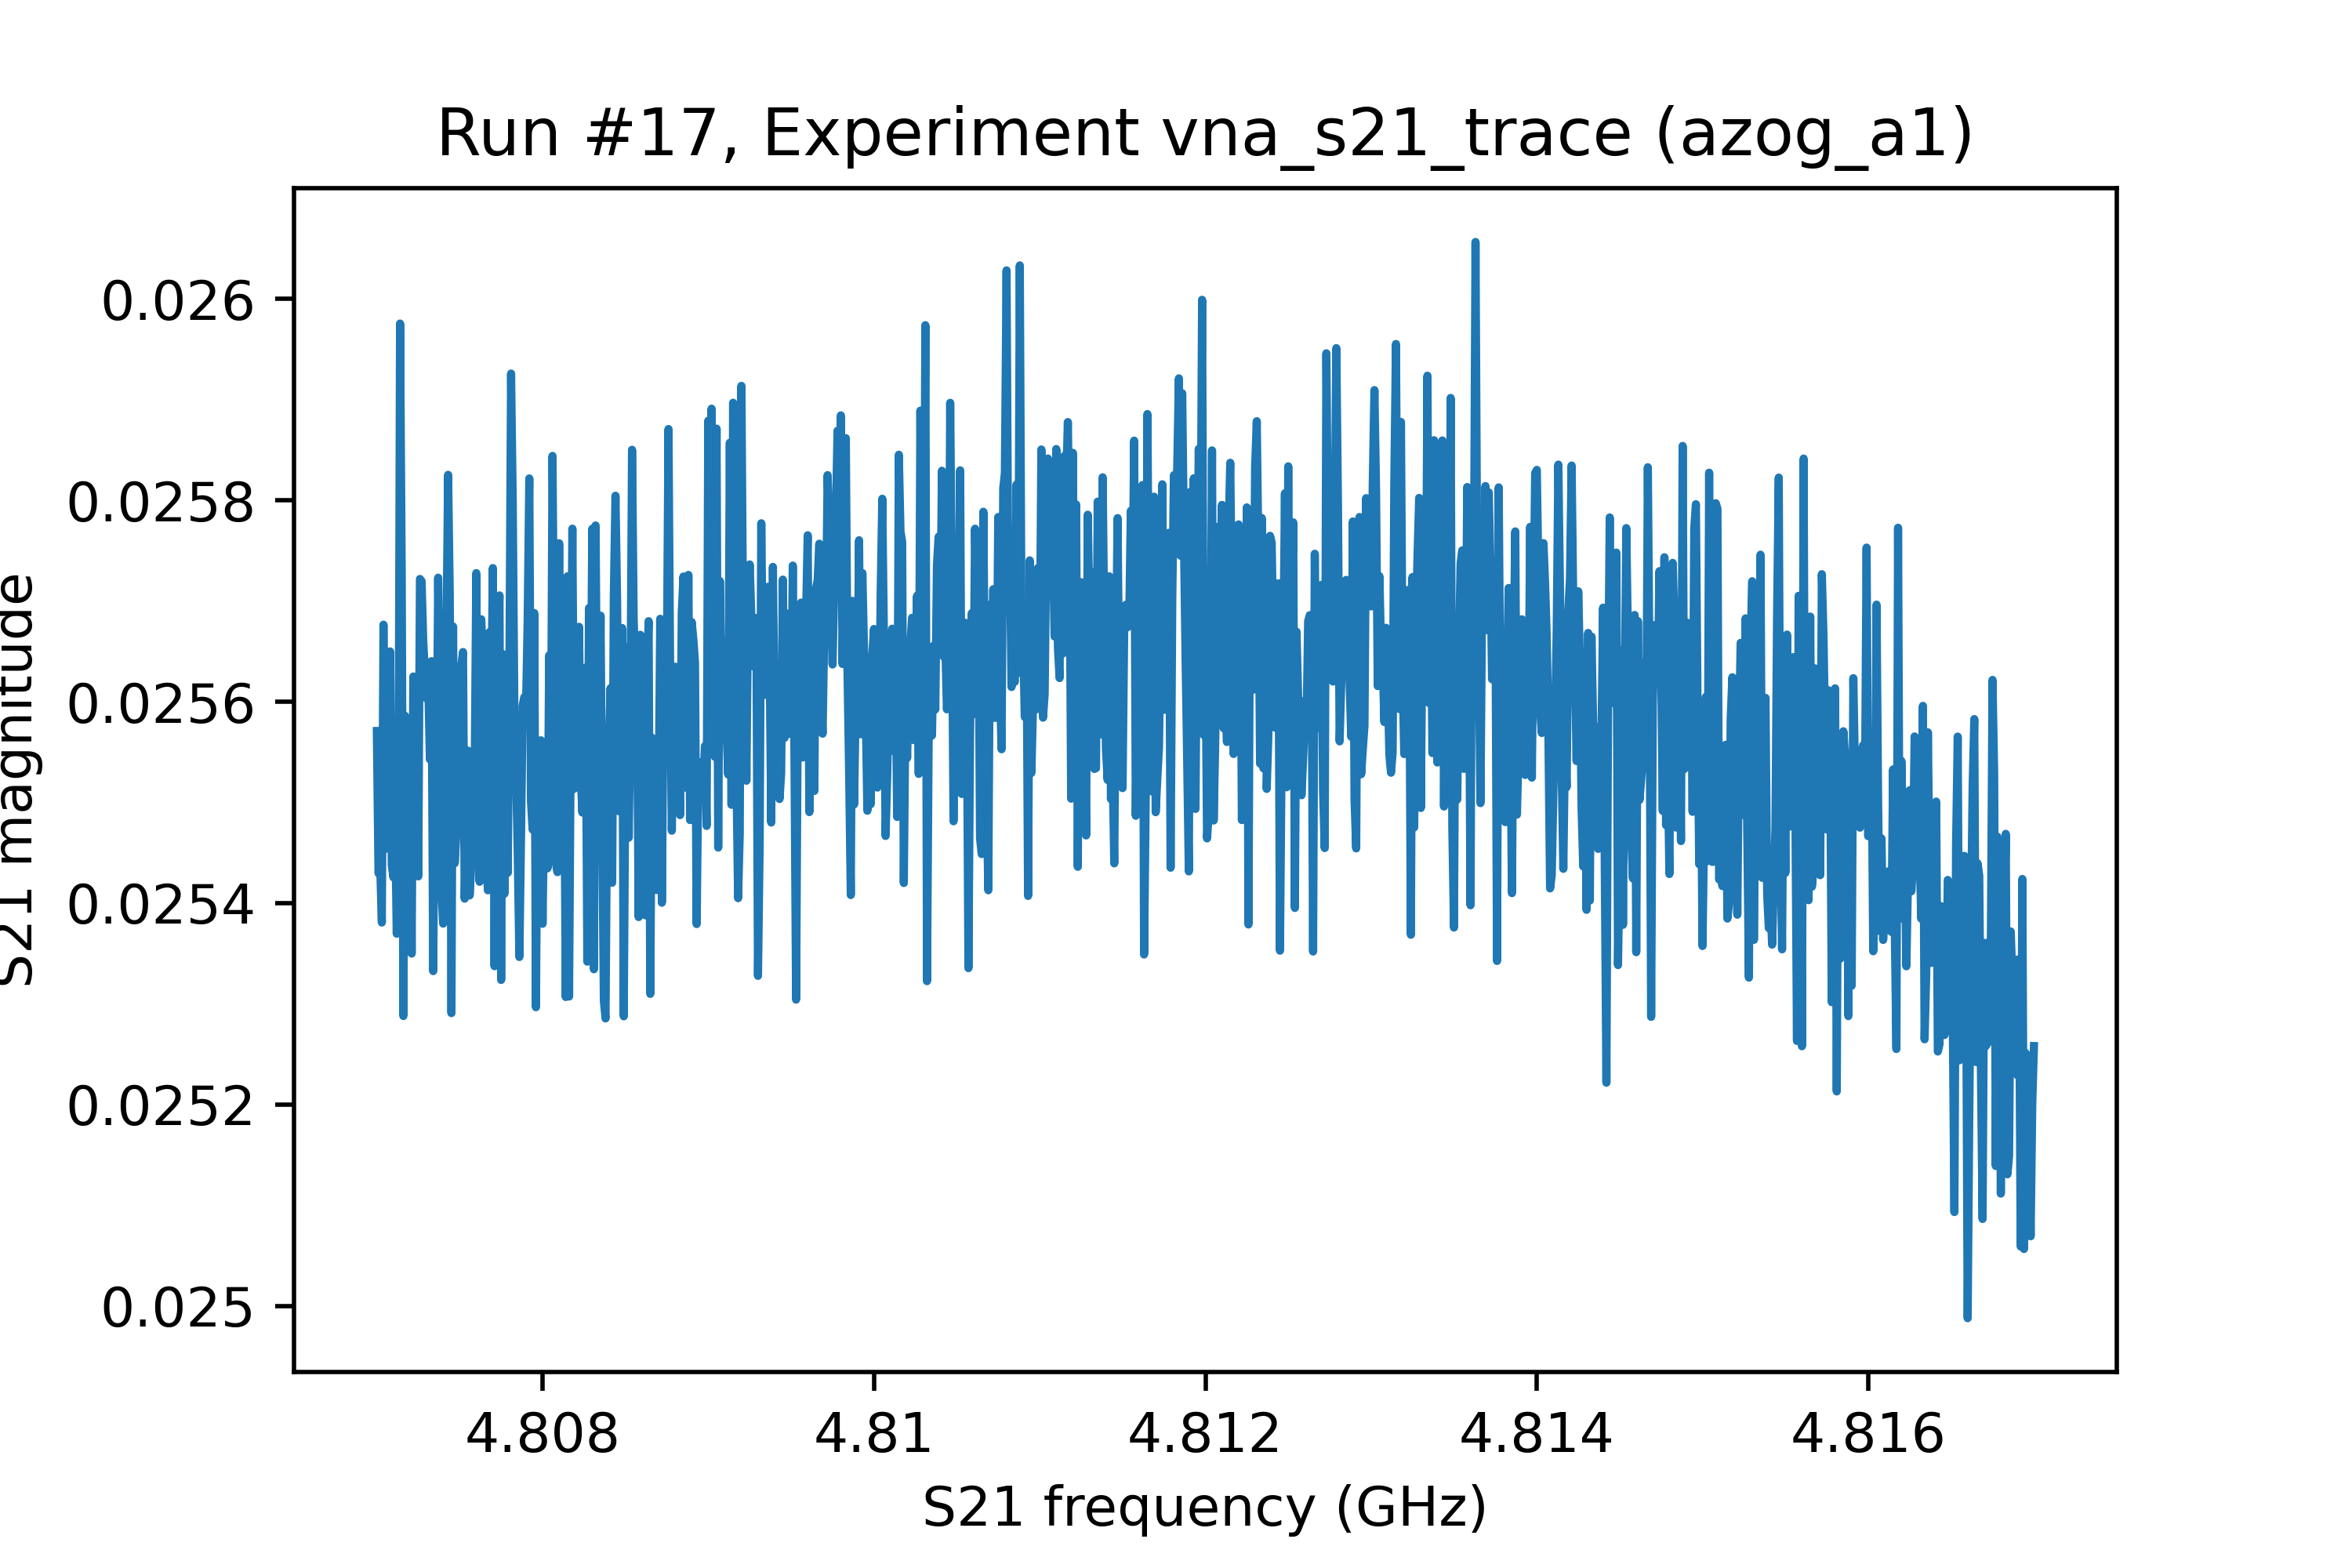 Run #17, Experiment vna_s21_trace (azog_a1)
S21 magnitude
0.026
0.0258
0.0256
0.0254
0.0252
0.025
4.808 4.81 4.812 4.814 4.816
S21 frequency (GHz)